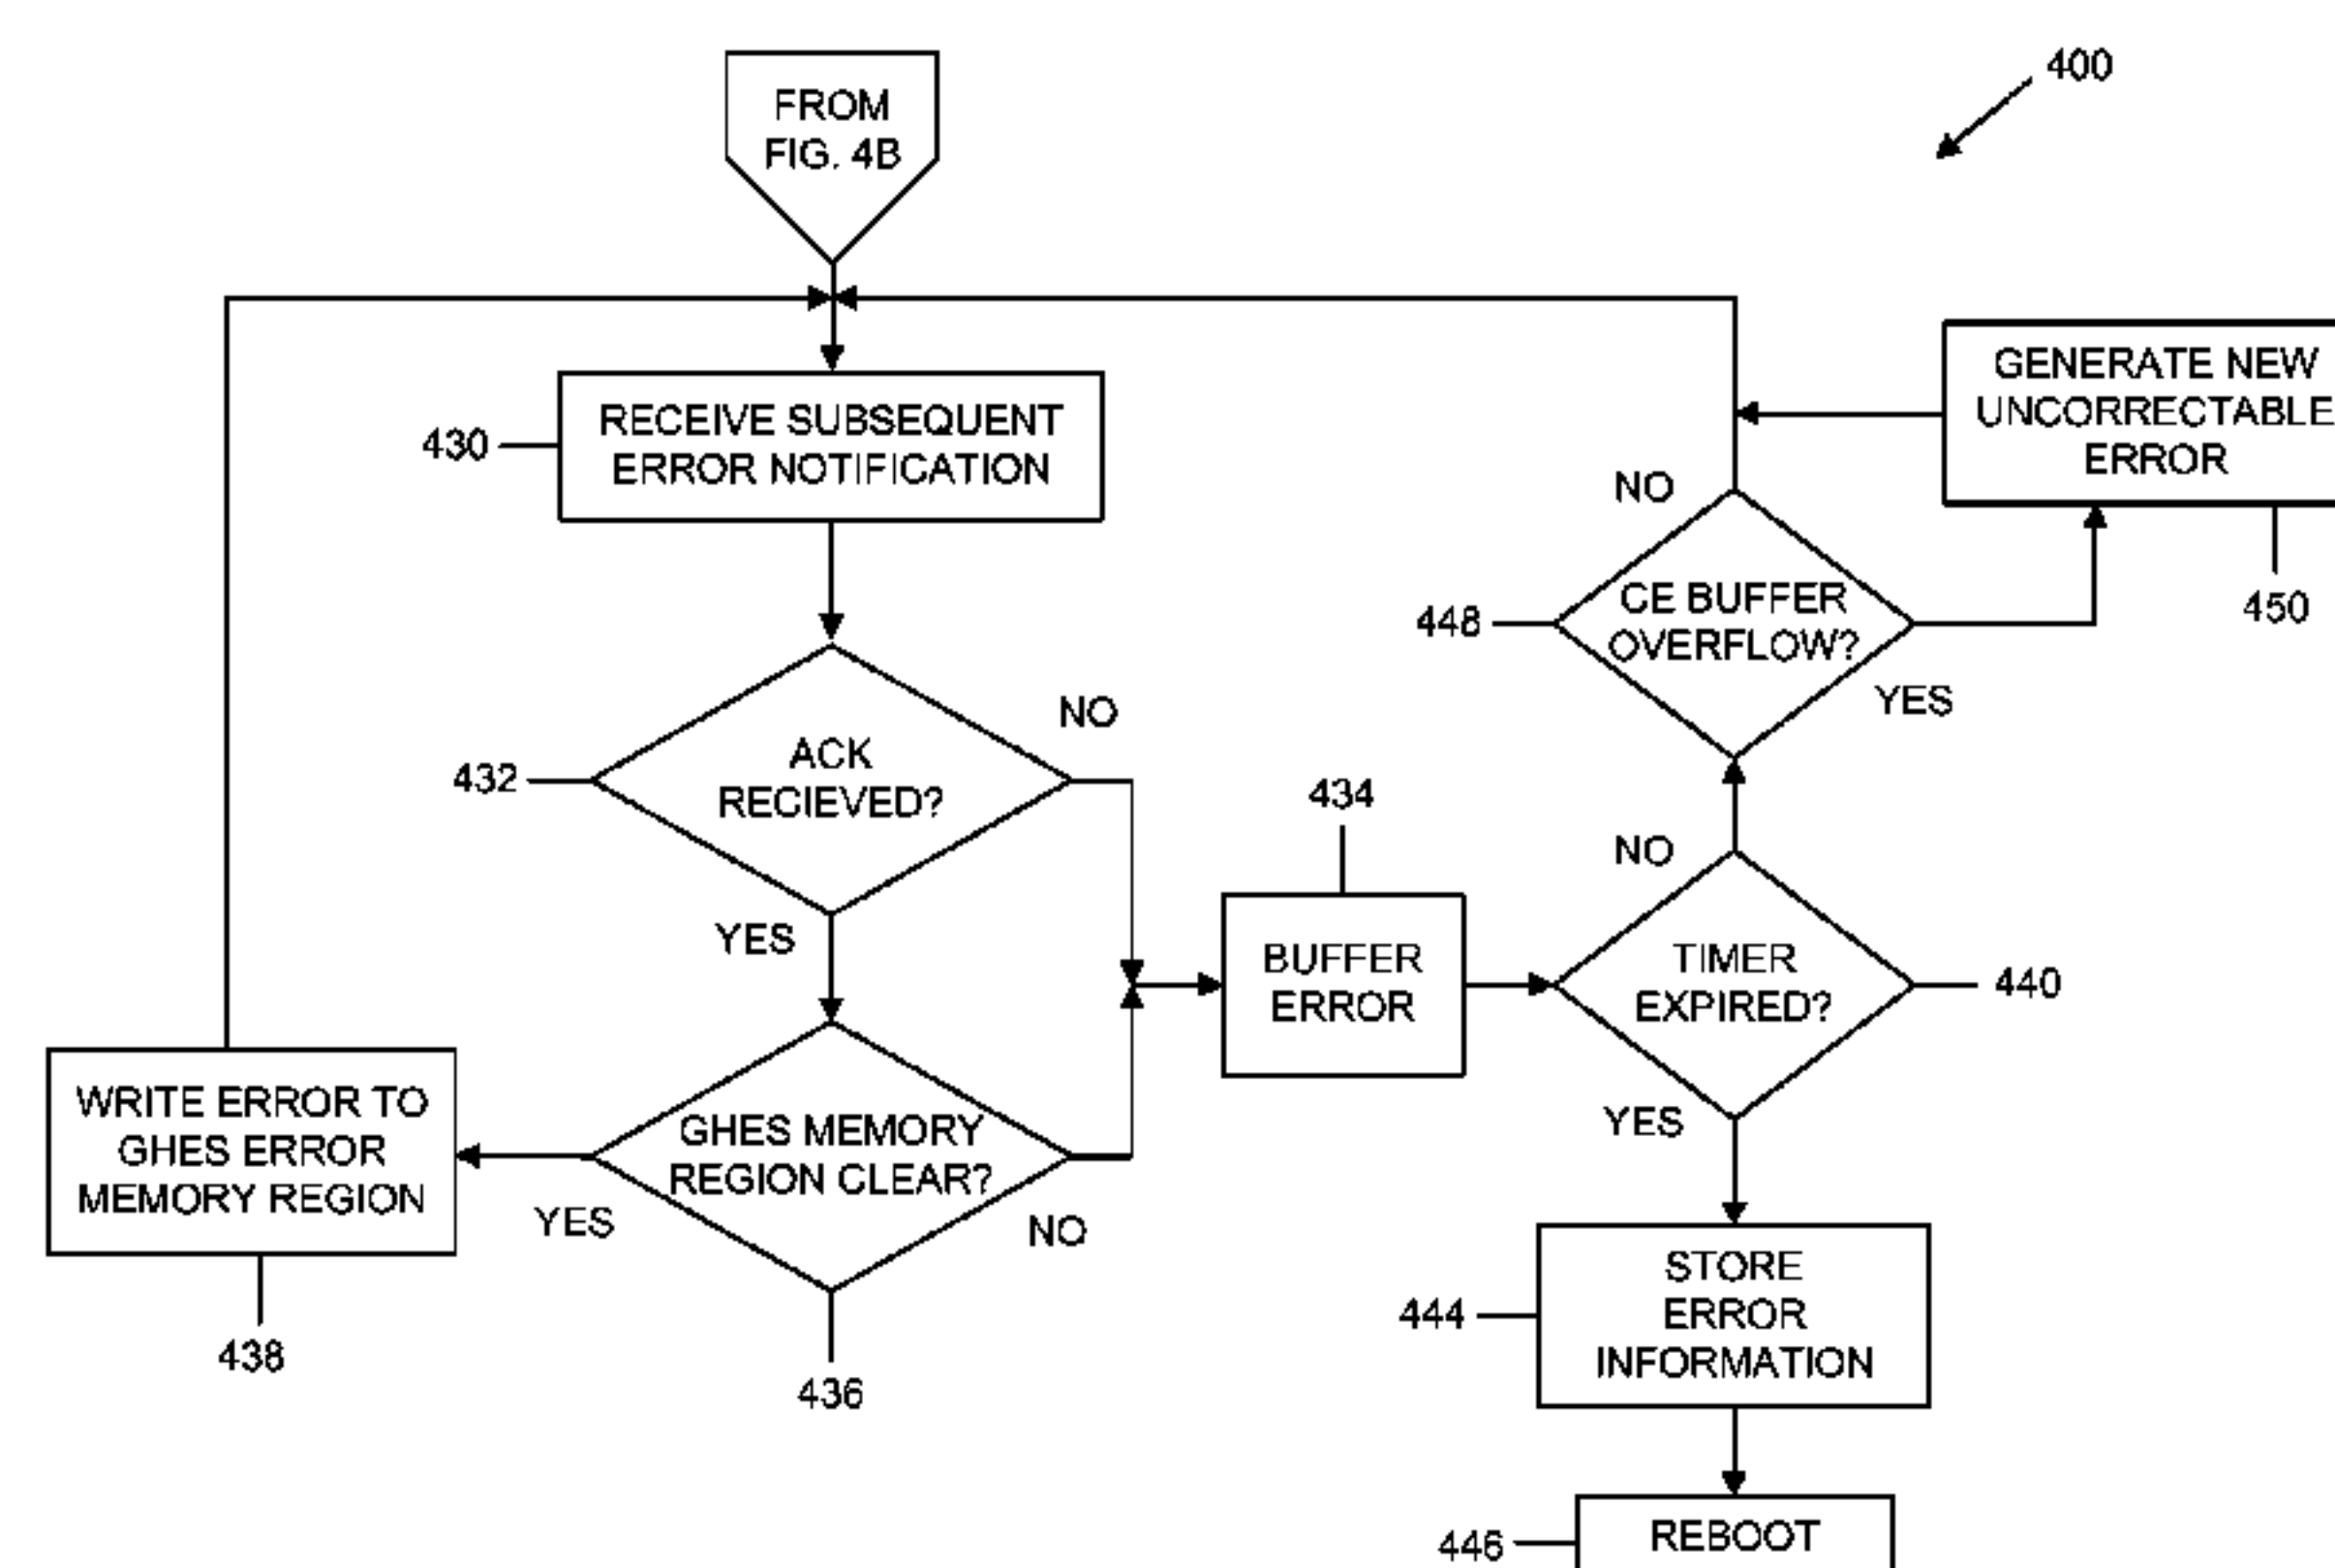 400
FROM
FIG. 4B
430
RECEIVE SUBSEQUENT
ERROR NOTIFICATION
GENERATE NEW
UNCORRECTABLE
ERROR
450
NO
448
CE BUFFER
OVERFLOW?
YES
432
ACK
RECIEVED?
NO
YES
434
BUFFER
ERROR
NO
TIMER
EXPIRED?
440
YES
WRITE ERROR TO
GHES ERROR
MEMORY REGION
438
YES
GHES MEMORY
REGION CLEAR?
NO
436
444
STORE
ERROR
INFORMATION
446
REBOOT